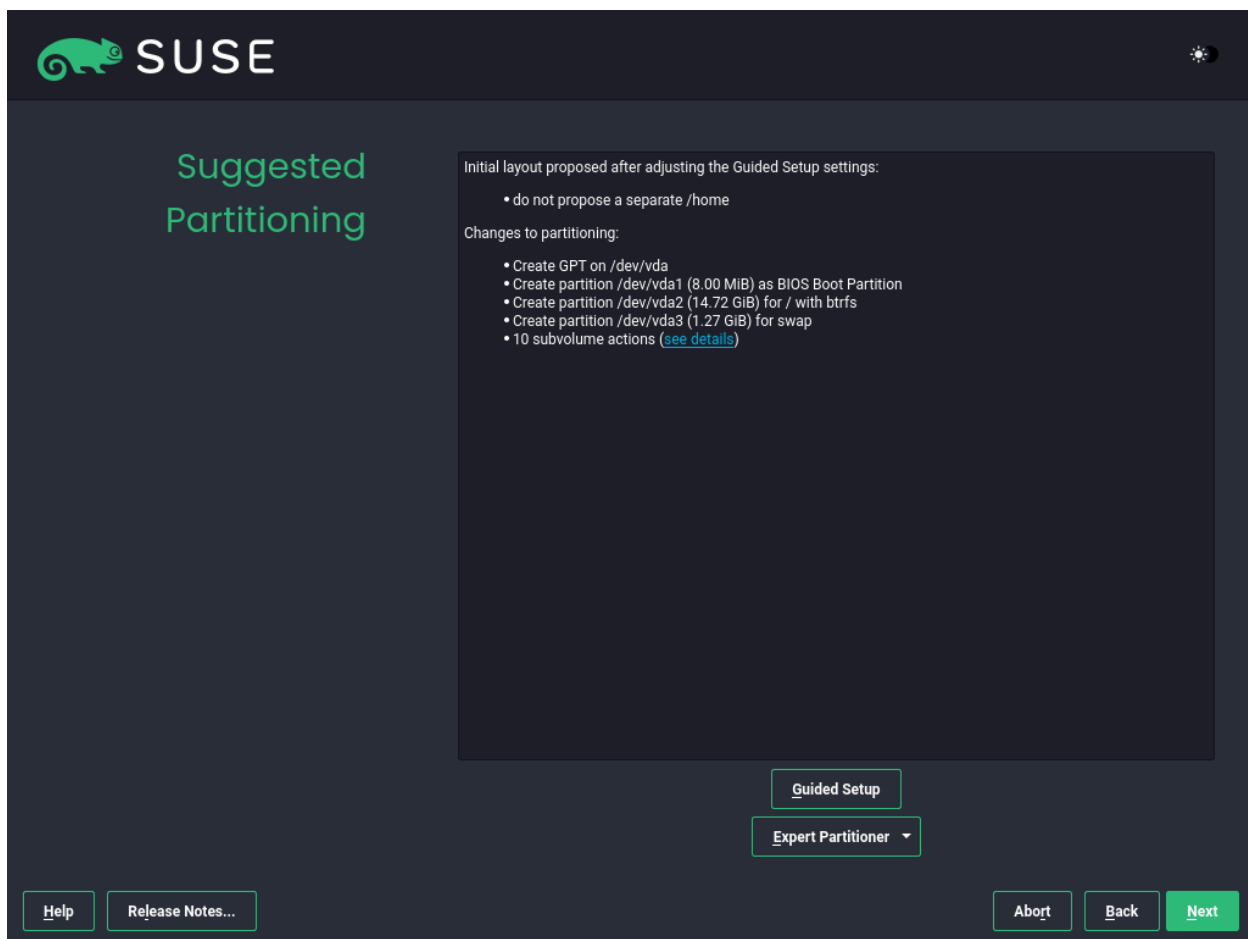 SUSE
Suggested
Partitioning
Initial layout proposed after adjusting the Guided Setup settings:
• do not propose a separate /home
Changes to partitioning:
• Create GPT on /dev/vda
• Create partition /dev/vda1 (8.00 MiB) as BIOS Boot Partition
• Create partition /dev/vda2 (14.72 GiB) for / with btrfs
• Create partition /dev/vda3 (1.27 GiB) for swap
• 10 subvolume actions (see details)
Guided Setup
Expert Partitioner
Help
Release Notes...
Abort
Back
Next